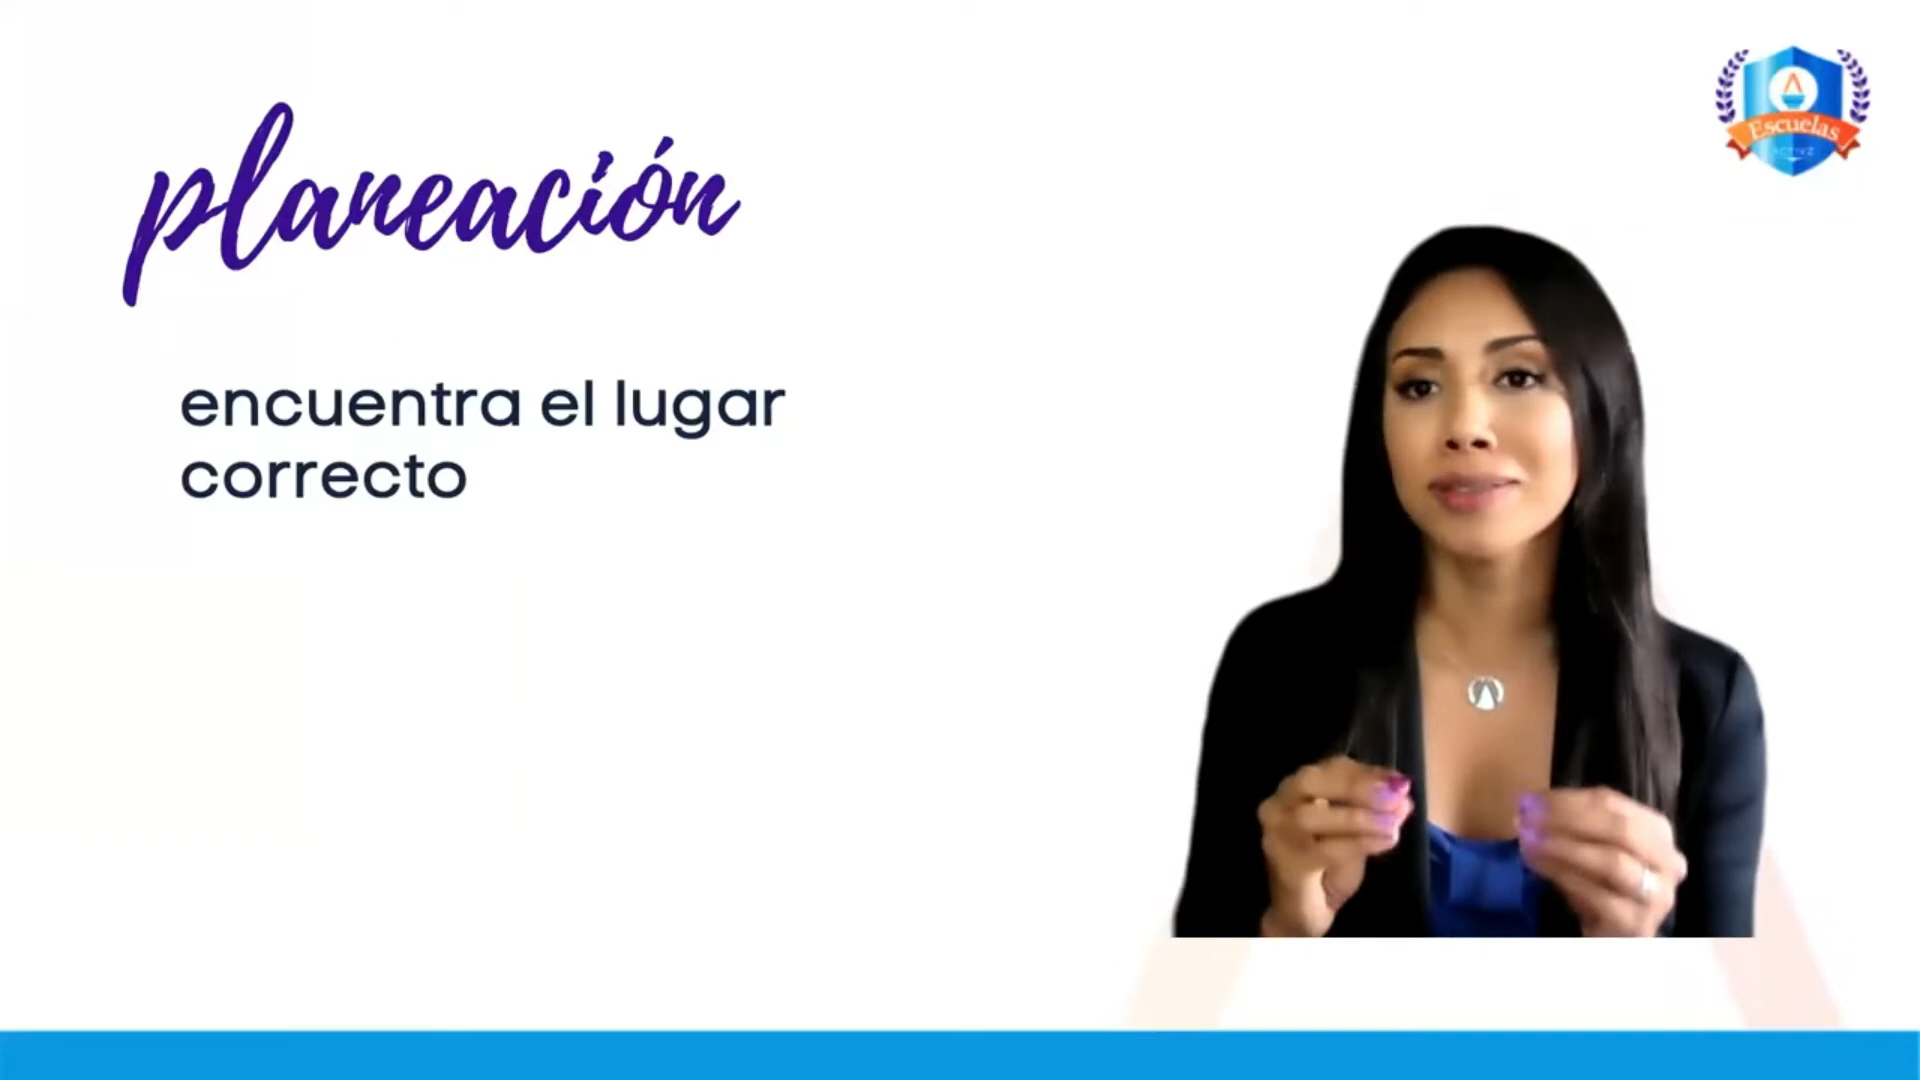 planeación
encuentra el lugar
correcto
Escuelas